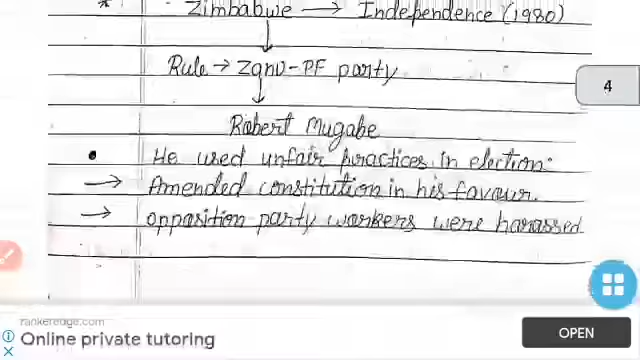 * Zimbabwe → Independence (1980)
Rule → Zanu-PF party
Robert Mugabe
• He used unfair practices in election.
→ Amended constitution in his favour.
→ opposition party workers were harassed.
4
rankeredge.com
Online private tutoring
OPEN